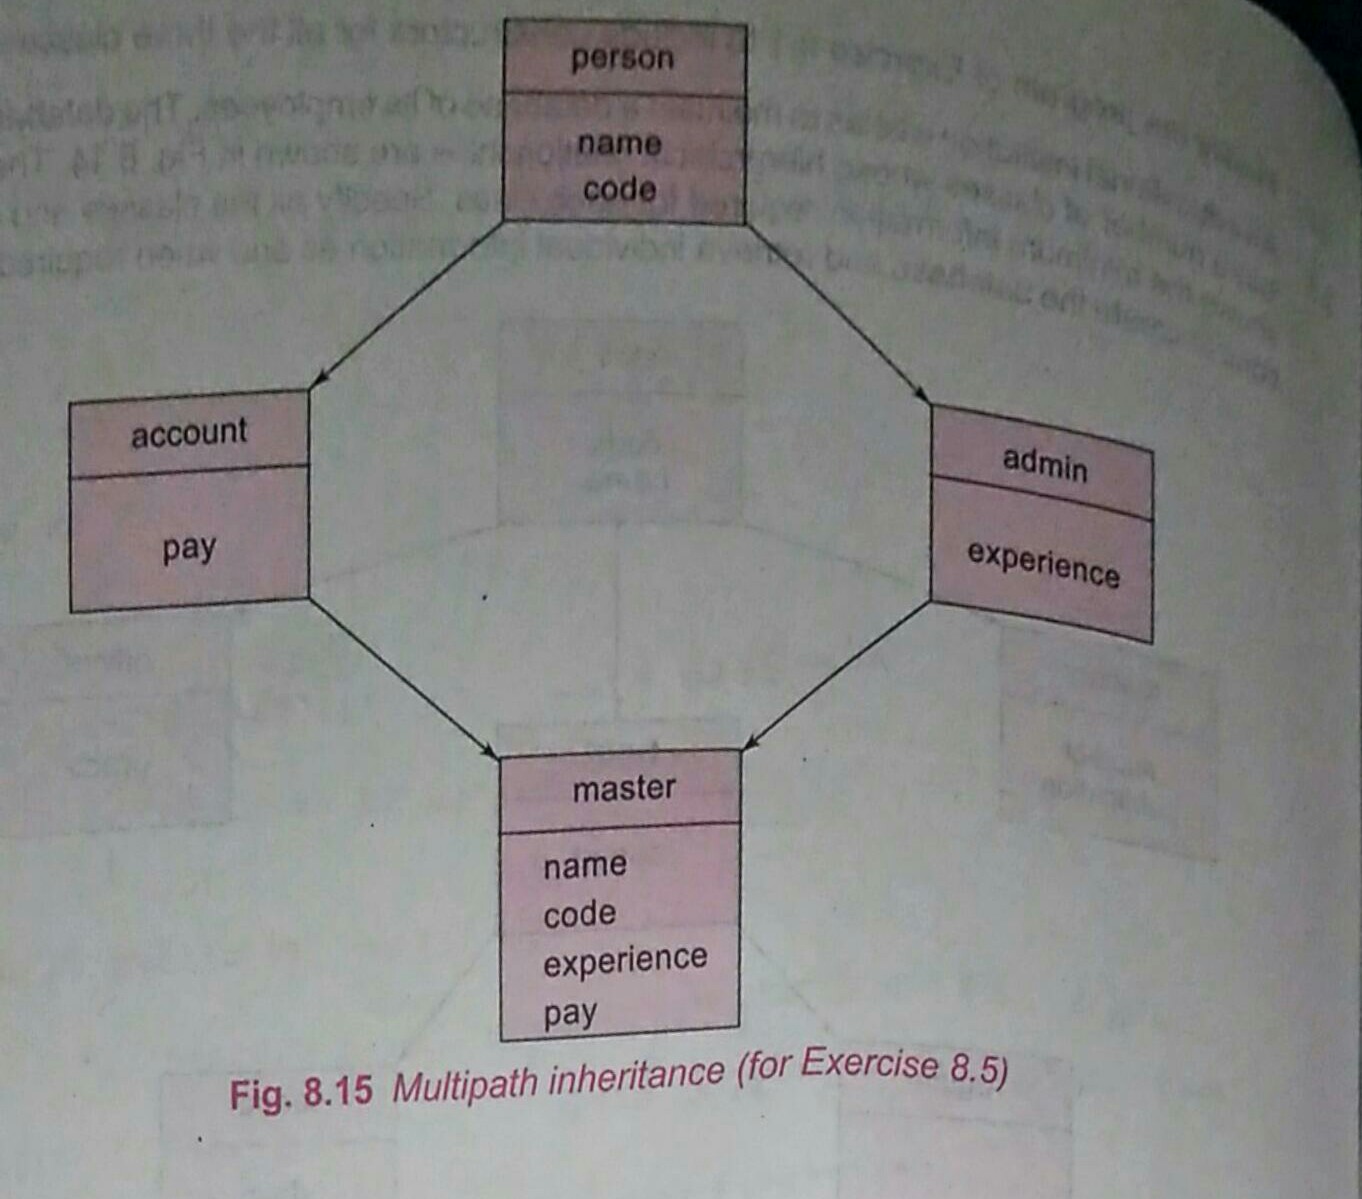 person
name
code
account
pay
admin
experience
master
name
code
experience
pay
Fig. 8.15 Multipath inheritance (for Exercise 8.5)